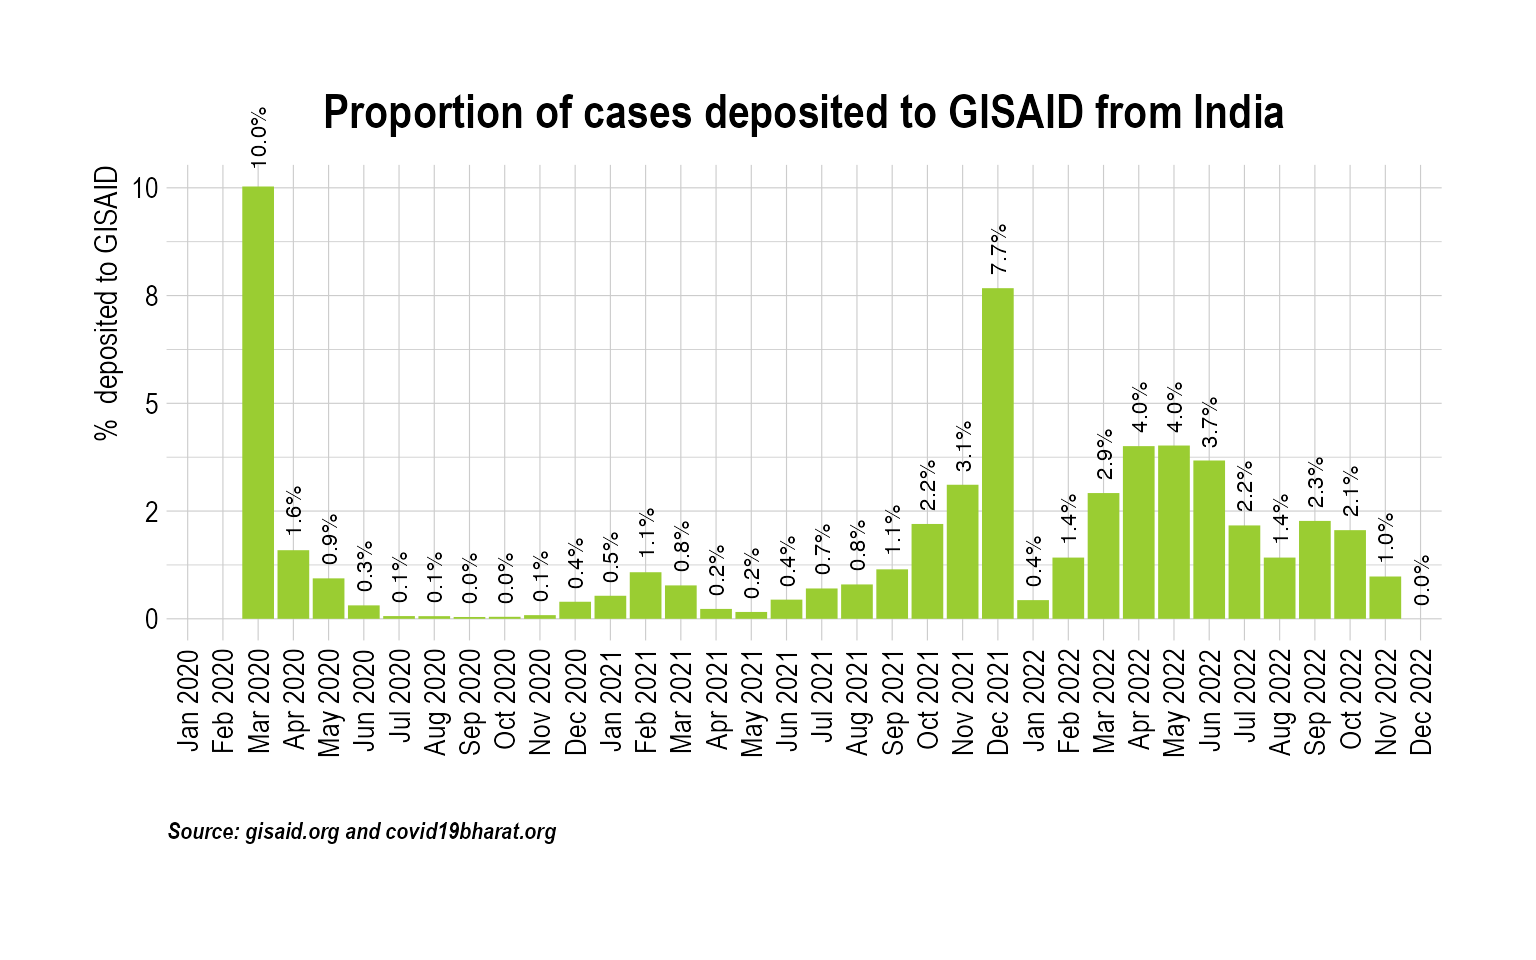 Proportion of cases deposited to GISAID from India
% deposited to GISAID
10
8
5
2
0
10.0%
1.6%
0.9%
0.3%
0.1%
0.1%
0.0%
0.0%
0.1%
0.4%
0.5%
1.1%
0.8%
0.2%
0.2%
0.4%
0.7%
0.8%
1.1%
2.2%
3.1%
7.7%
0.4%
1.4%
2.9%
4.0%
4.0%
3.7%
2.2%
1.4%
2.3%
2.1%
1.0%
0.0%
Jan 2020
Feb 2020
Mar 2020
Apr 2020
May 2020
Jun 2020
Jul 2020
Aug 2020
Sep 2020
Oct 2020
Nov 2020
Dec 2020
Jan 2021
Feb 2021
Mar 2021
Apr 2021
May 2021
Jun 2021
Jul 2021
Aug 2021
Sep 2021
Oct 2021
Nov 2021
Dec 2021
Jan 2022
Feb 2022
Mar 2022
Apr 2022
May 2022
Jun 2022
Jul 2022
Aug 2022
Sep 2022
Oct 2022
Nov 2022
Dec 2022
Source: gisaid.org and covid19bharat.org